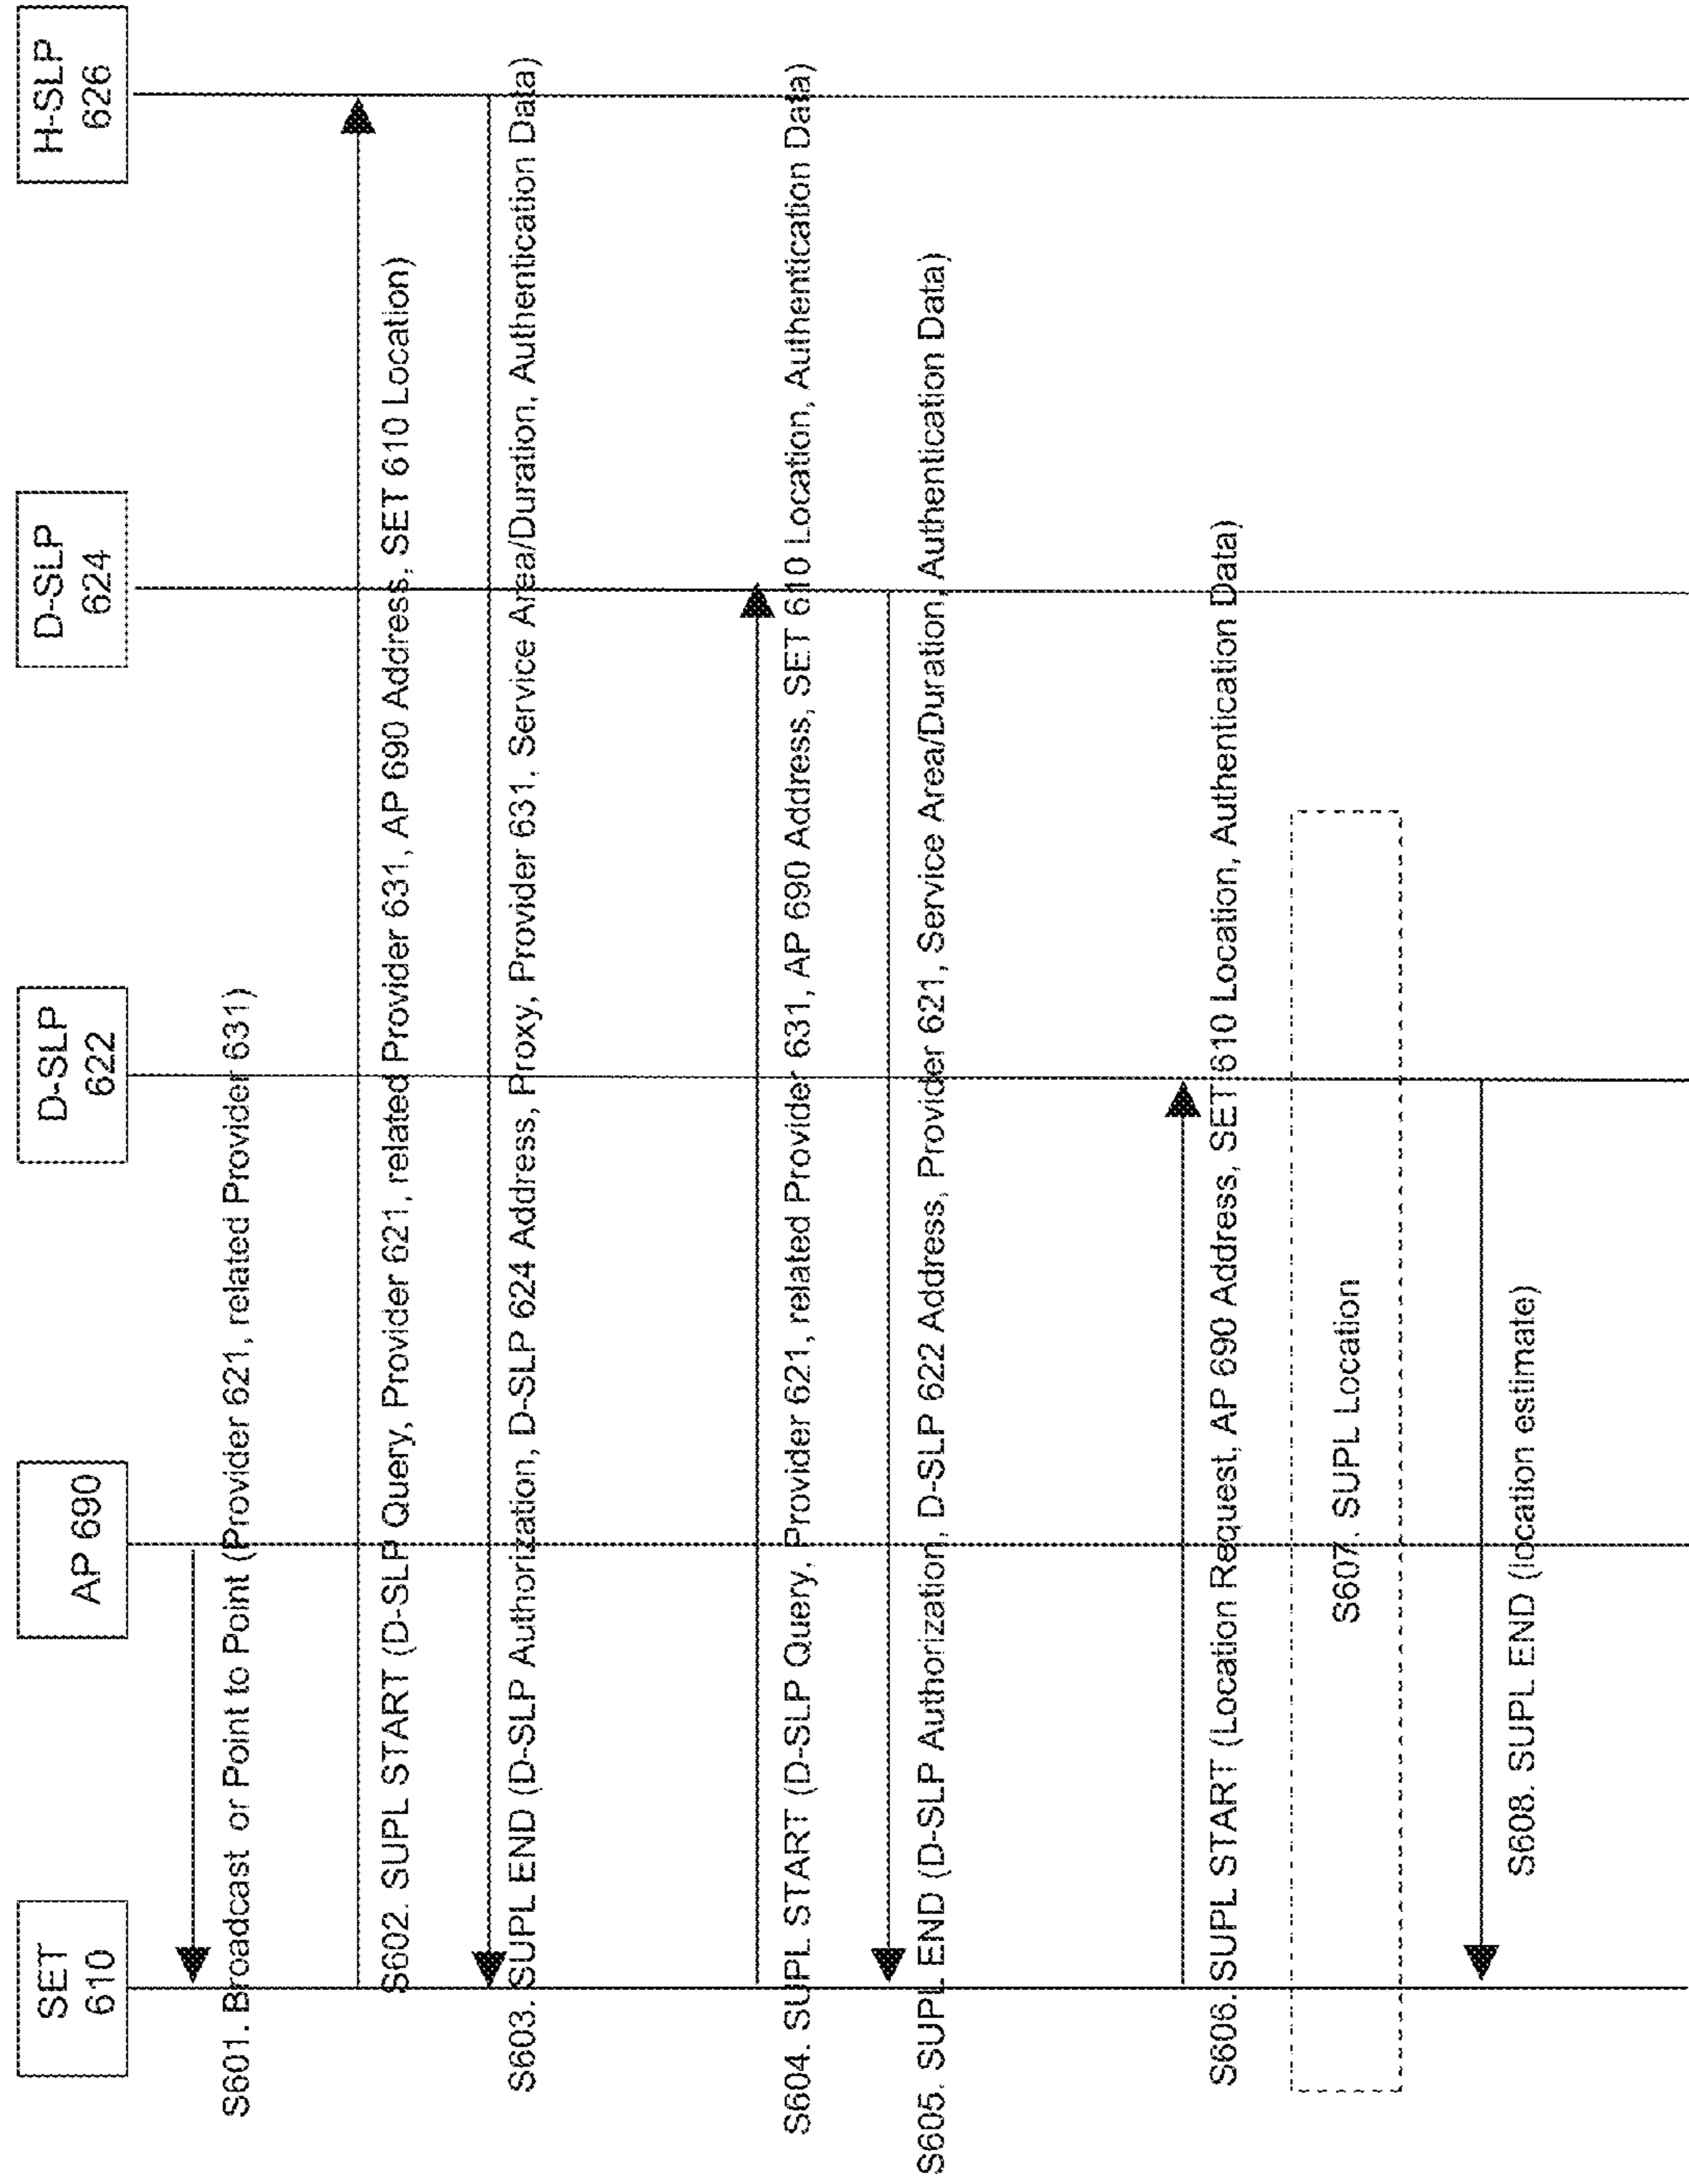 SET
610
AP 690
D-SLP
622
D-SLP
624
H-SLP
626
S601. Broadcast or Point to Point (Provider 621, related Provider 631)
S602. SUPL START (D-SLP Query, Provider 621, related Provider 631, AP 690 Address, SET 610 Location)
S603. SUPL END (D-SLP Authorization, D-SLP 624 Address, Proxy, Provider 631, Service Area/Duration, Authentication Data)
S604. SUPL START (D-SLP Query, Provider 621, related Provider 631, AP 690 Address, SET 610 Location, Authentication Data)
S605. SUPL END (D-SLP Authorization, D-SLP 622 Address, Provider 621, Service Area/Duration, Authentication Data)
S606. SUPL START (Location Request, AP 690 Address, SET 610 Location, Authentication Data)
S607. SUPL Location
S608. SUPL END (location estimate)